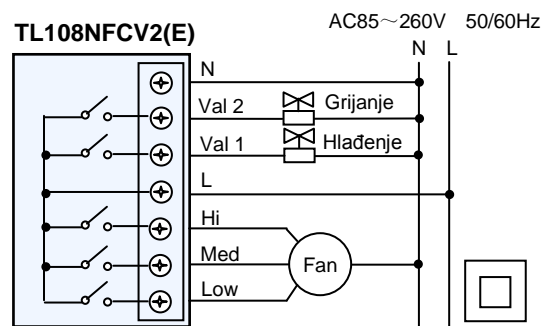 AC85～260V 50/60Hz
TL108NFCV2(E)
N L
N
Val 2 Grijanje
Val 1 Hlađenje
L
Hi
Med Fan
Low